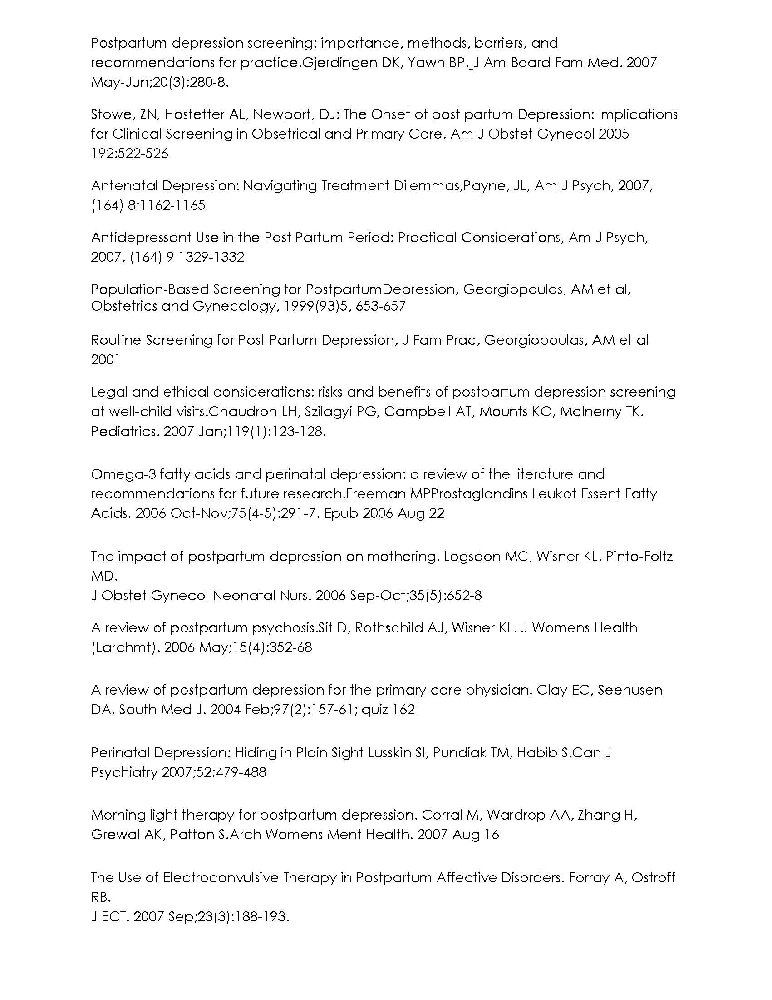 Postpartum depression screening: importance, methods, barriers, and
recommendations for practice.Gjerdingen DK, Yawn BP._J Am Board Fam Med. 2007
May-Jun;20(3):280-8.
Stowe, ZN, Hostetter AL, Newport, DJ: The Onset of post partum Depression: Implications
for Clinical Screening in Obsetrical and Primary Care. Am J Obstet Gynecol 2005
192:522-526
Antenatal Depression: Navigating Treatment Dilemmas,Payne, JL, Am J Psych, 2007,
(164) 8:1162-1165
Antidepressant Use in the Post Partum Period: Practical Considerations, Am J Psych,
2007, (164) 9 1329-1332
Population-Based Screening for PostpartumDepression, Georgiopoulos, AM et al,
Obstetrics and Gynecology, 1999(93)5, 653-657
Routine Screening for Post Partum Depression, J Fam Prac, Georgiopoulas, AM et al
2001
Legal and ethical considerations: risks and benefits of postpartum depression screening
at well-child visits.Chaudron LH, Szilagyi PG, Campbell AT, Mounts KO, McInerny TK.
Pediatrics. 2007 Jan;119(1):123-128.
Omega-3 fatty acids and perinatal depression: a review of the literature and
recommendations for future research.Freeman MPProstaglandins Leukot Essent Fatty
Acids. 2006 Oct-Nov;75(4-5):291-7. Epub 2006 Aug 22
The impact of postpartum depression on mothering. Logsdon MC, Wisner KL, Pinto-Foltz
MD.
J Obstet Gynecol Neonatal Nurs. 2006 Sep-Oct;35(5):652-8
A review of postpartum psychosis.Sit D, Rothschild AJ, Wisner KL. J Womens Health
(Larchmt). 2006 May;15(4):352-68
A review of postpartum depression for the primary care physician. Clay EC, Seehusen
DA. South Med J. 2004 Feb;97(2):157-61; quiz 162
Perinatal Depression: Hiding in Plain Sight Lusskin SI, Pundiak TM, Habib S.Can J
Psychiatry 2007;52:479-488
Morning light therapy for postpartum depression. Corral M, Wardrop AA, Zhang H,
Grewal AK, Patton S.Arch Womens Ment Health. 2007 Aug 16
The Use of Electroconvulsive Therapy in Postpartum Affective Disorders. Forray A, Ostroff
RB.
J ECT. 2007 Sep;23(3):188-193.